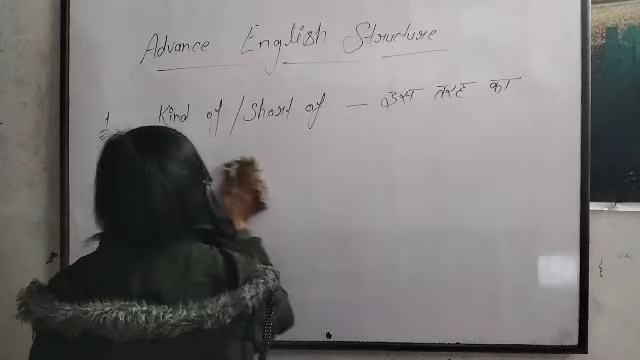 Advance English Structure
1 Kind of / Short of — उस तरह का